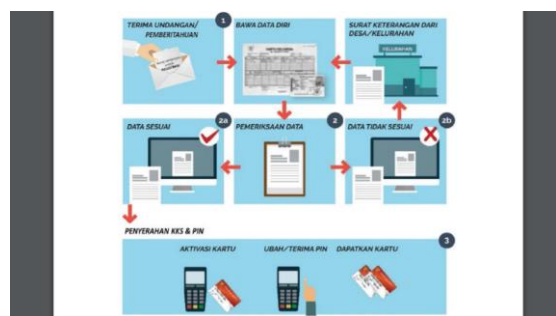 TERIMA UNDANGAN/
PEMBERITAHUAN
1
BAWA DATA DIRI
SURAT KETERANGAN DARI
DESA/KELURAHAN
KELURAHAN
DATA SESUAI
2a
PEMERIKSAAN DATA
2
DATA TIDAK SESUAI
2b
PENYERAHAN KKS & PIN
3
AKTIVASI KARTU
UBAH/TERIMA PIN
DAPATKAN KARTU